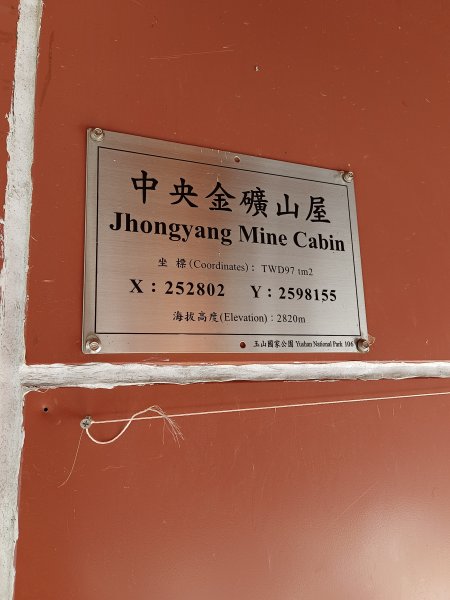 中央金礦山屋
Jhongyang Mine Cabin
坐 標(Coordinates)： TWD97 tm2
X：252802 Y：2598155
海拔高度(Elevation)：2820m
玉山國家公園 Yushan National Park 106